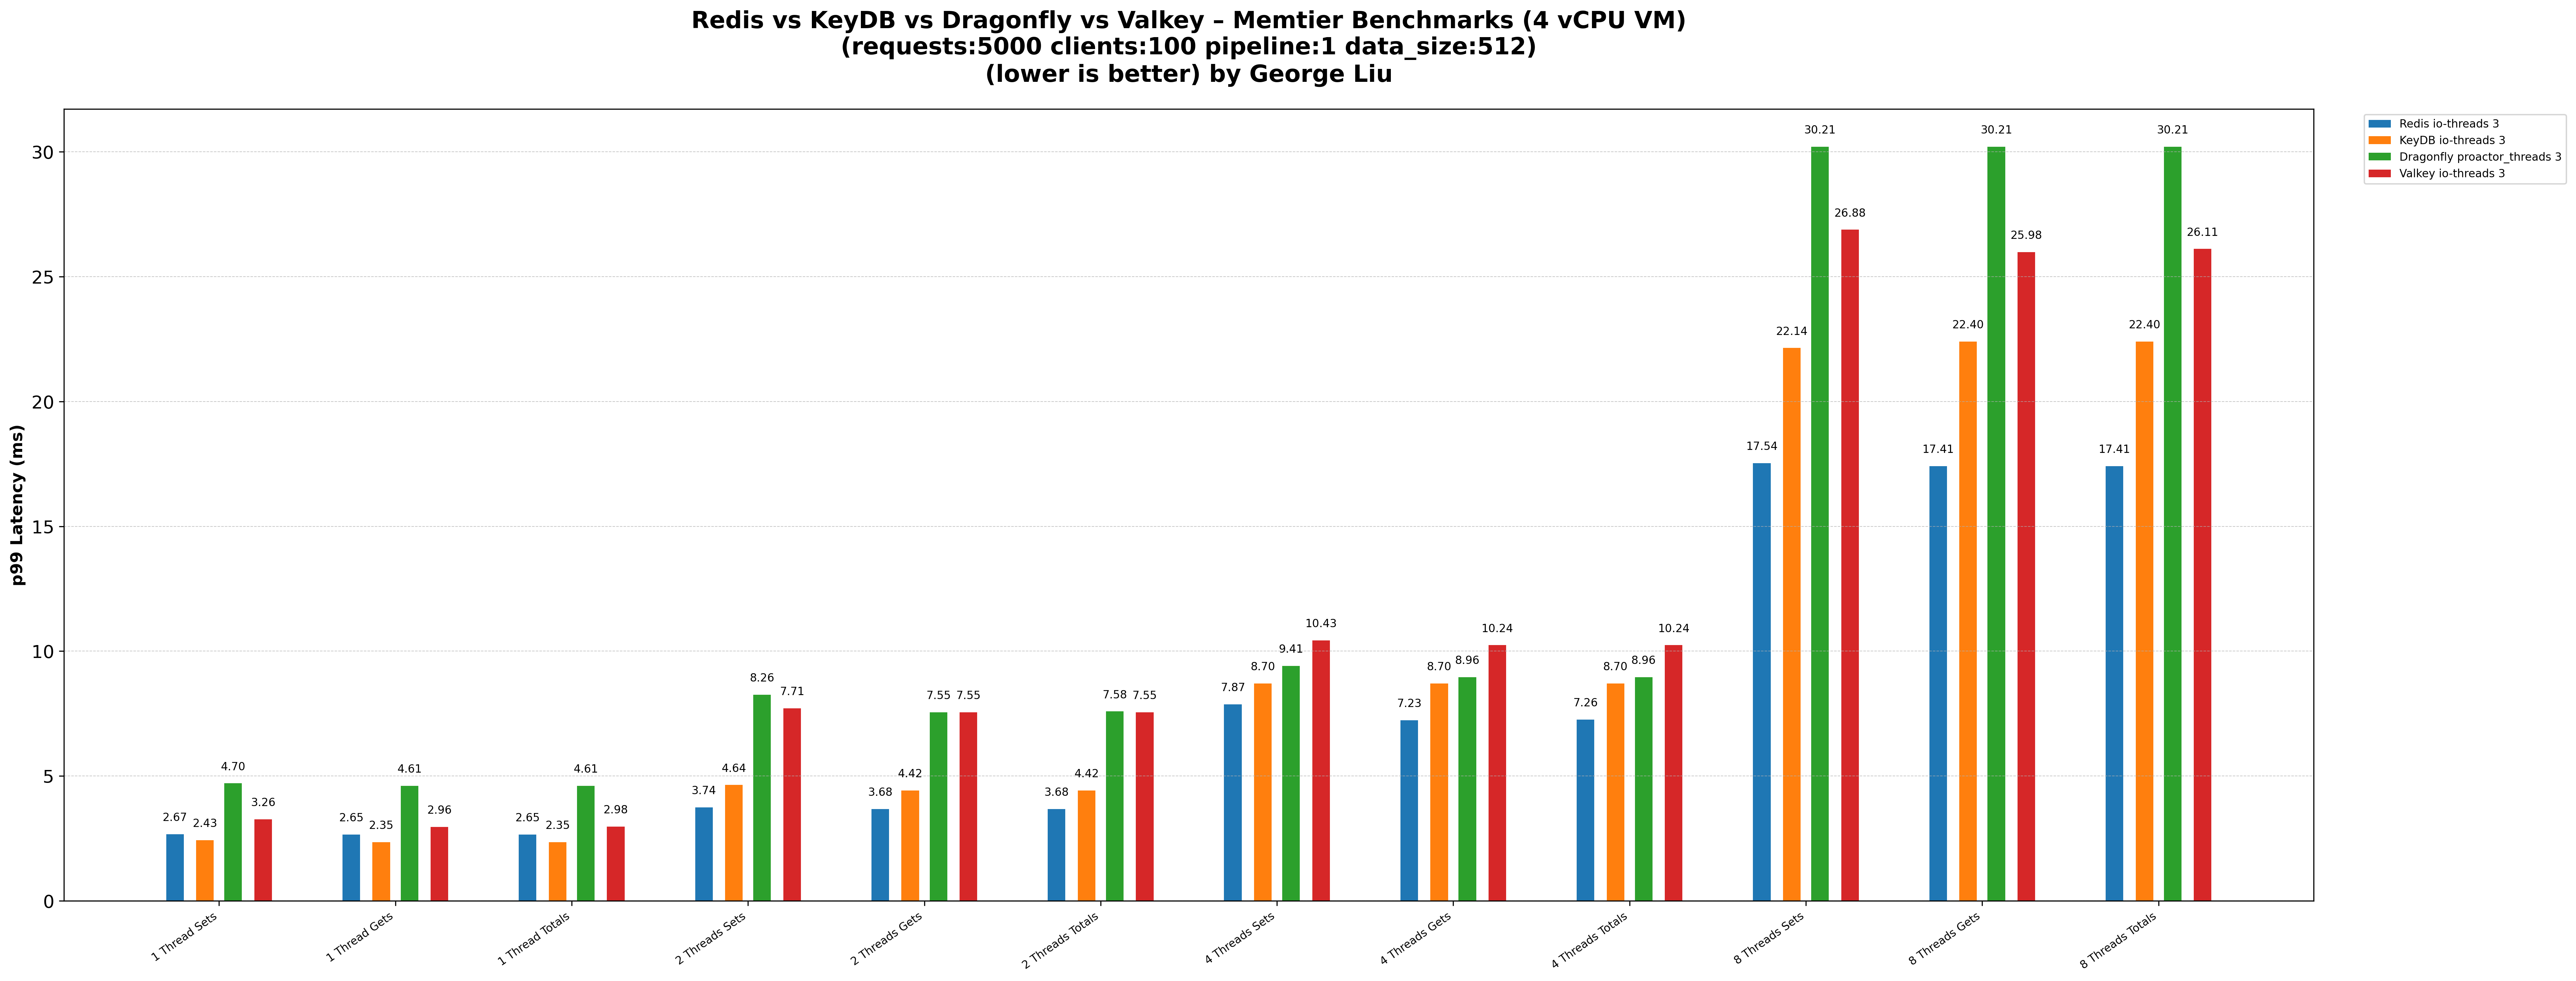 Redis vs KeyDB vs Dragonfly vs Valkey – Memtier Benchmarks (4 vCPU VM)
(requests:5000 clients:100 pipeline:1 data_size:512)
(lower is better) by George Liu
Redis io-threads 3
KeyDB io-threads 3
Dragonfly proactor_threads 3
Valkey io-threads 3
p99 Latency (ms)
30
25
20
15
10
5
0
2.67 2.43 4.70 3.26
2.65 2.35 4.61 2.96
2.65 2.35 4.61 2.98
3.74 4.64 8.26 7.71
3.68 4.42 7.55 7.55
3.68 4.42 7.58 7.55
7.87 8.70 9.41 10.43
7.23 8.70 8.96 10.24
7.26 8.70 8.96 10.24
17.54 22.14 30.21 26.88
17.41 22.40 30.21 25.98
17.41 22.40 30.21 26.11
1 Thread Sets
1 Thread Gets
1 Thread Totals
2 Threads Sets
2 Threads Gets
2 Threads Totals
4 Threads Sets
4 Threads Gets
4 Threads Totals
8 Threads Sets
8 Threads Gets
8 Threads Totals